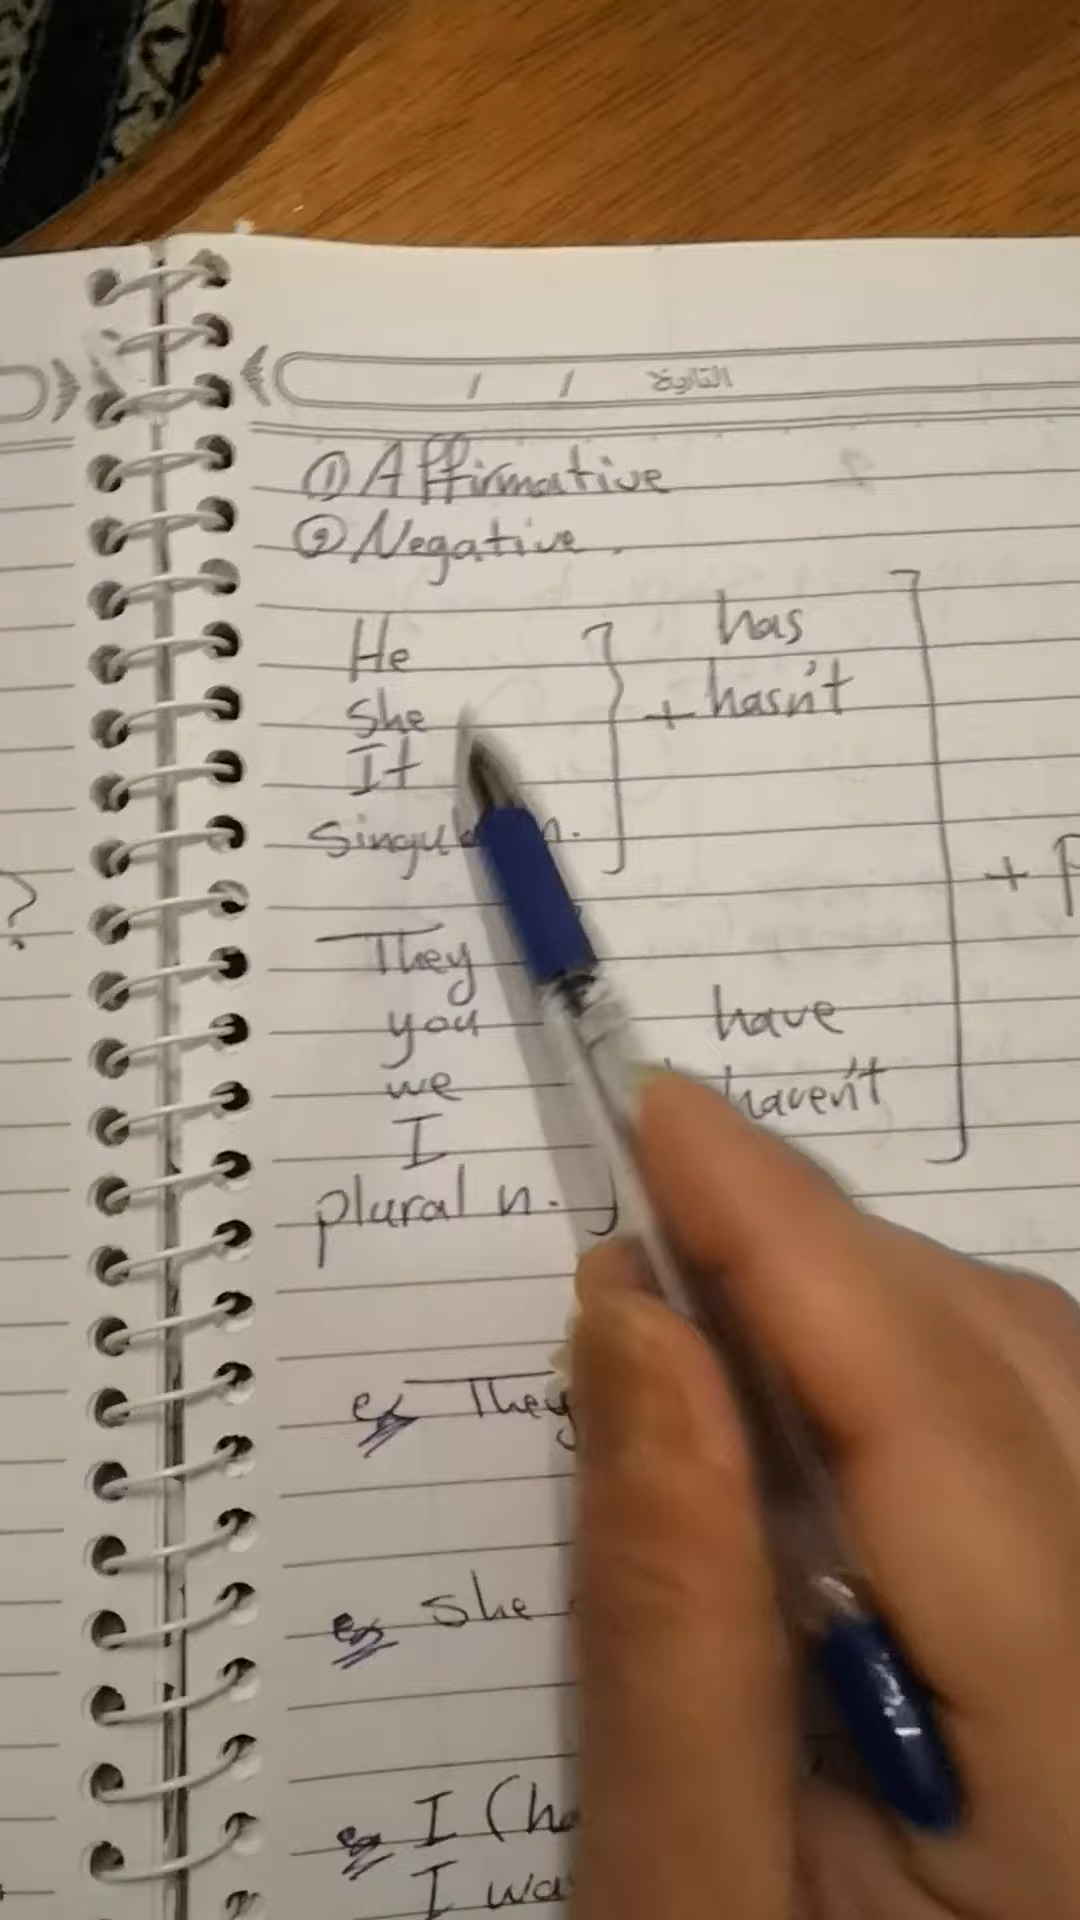 / / التاريخ
① Affirmative
② Negative.
He has
She + hasn't
It
n.
+
They
you have
we haven't
I
plural n.
ex They
ex she
ex I
I